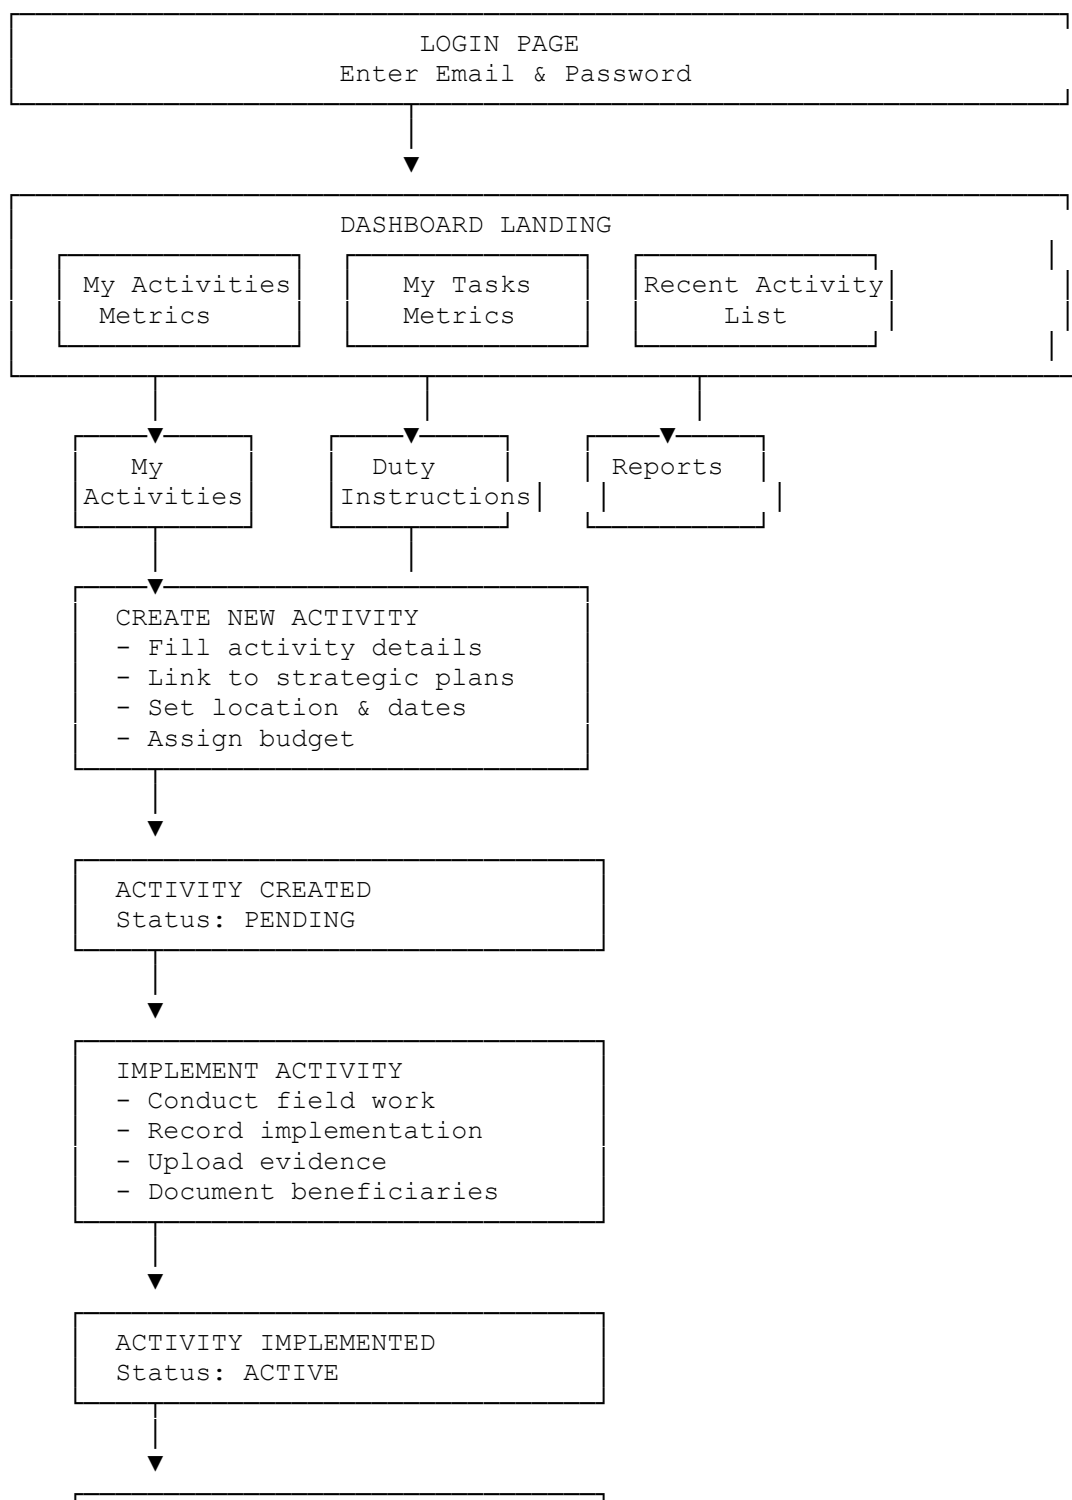 LOGIN PAGE
Enter Email & Password
DASHBOARD LANDING
My Activities
Metrics
My Tasks
Metrics
Recent Activity
List
My
Activities
Duty
Instructions
Reports
CREATE NEW ACTIVITY
- Fill activity details
- Link to strategic plans
- Set location & dates
- Assign budget
ACTIVITY CREATED
Status: PENDING
IMPLEMENT ACTIVITY
- Conduct field work
- Record implementation
- Upload evidence
- Document beneficiaries
ACTIVITY IMPLEMENTED
Status: ACTIVE